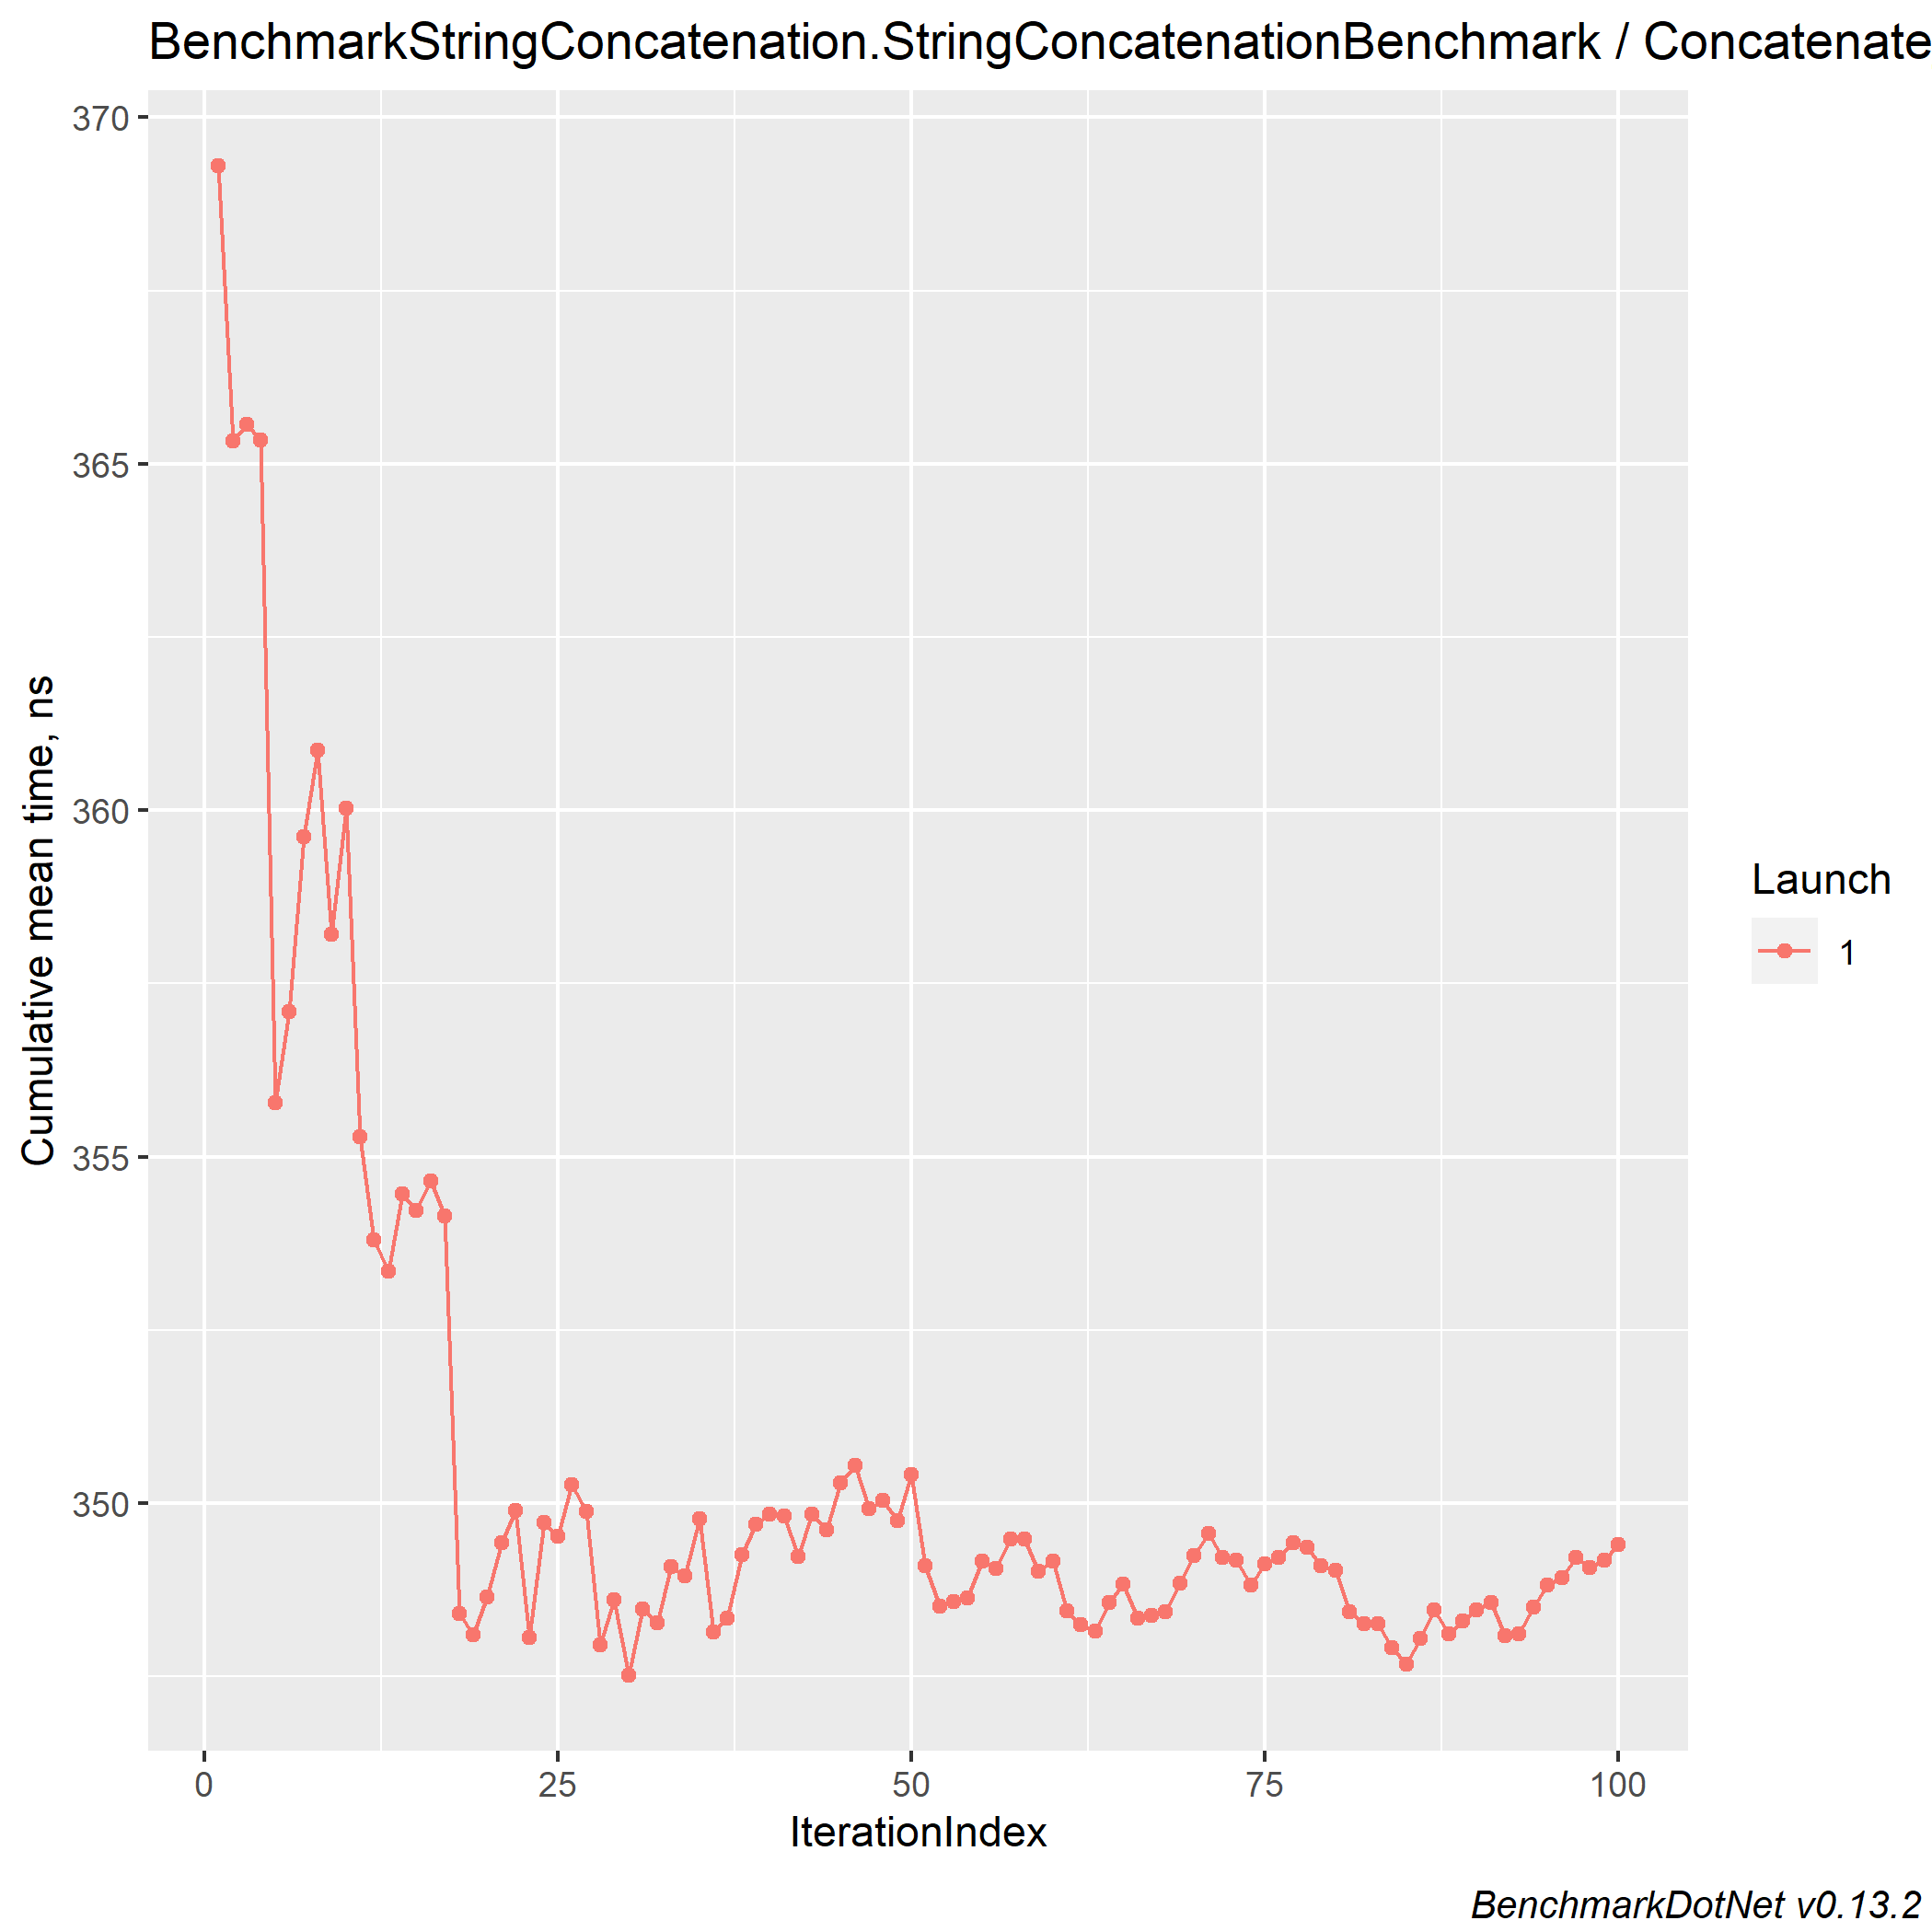 BenchmarkStringConcatenation.StringConcatenationBenchmark / Concatenate
370
365
360
355
350
Cumulative mean time, ns
0 25 50 75 100
IterationIndex
Launch
1
BenchmarkDotNet v0.13.2